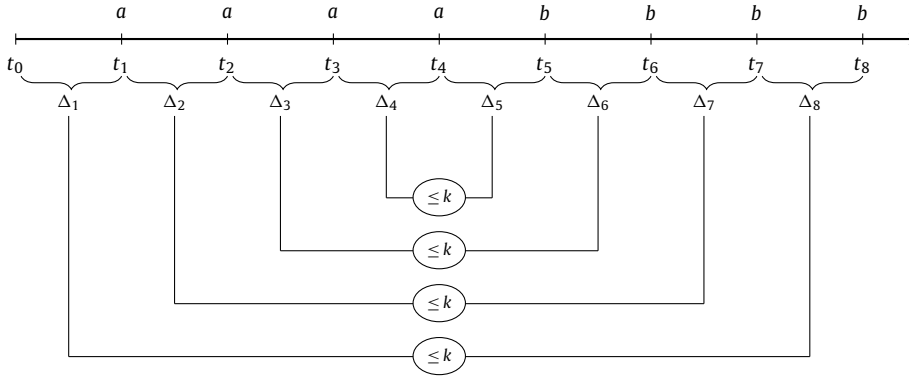 a a a a b b b b
t₀ t₁ t₂ t₃ t₄ t₅ t₆ t₇ t₈
Δ₁ Δ₂ Δ₃ Δ₄ Δ₅ Δ₆ Δ₇ Δ₈
≤ k
≤ k
≤ k
≤ k